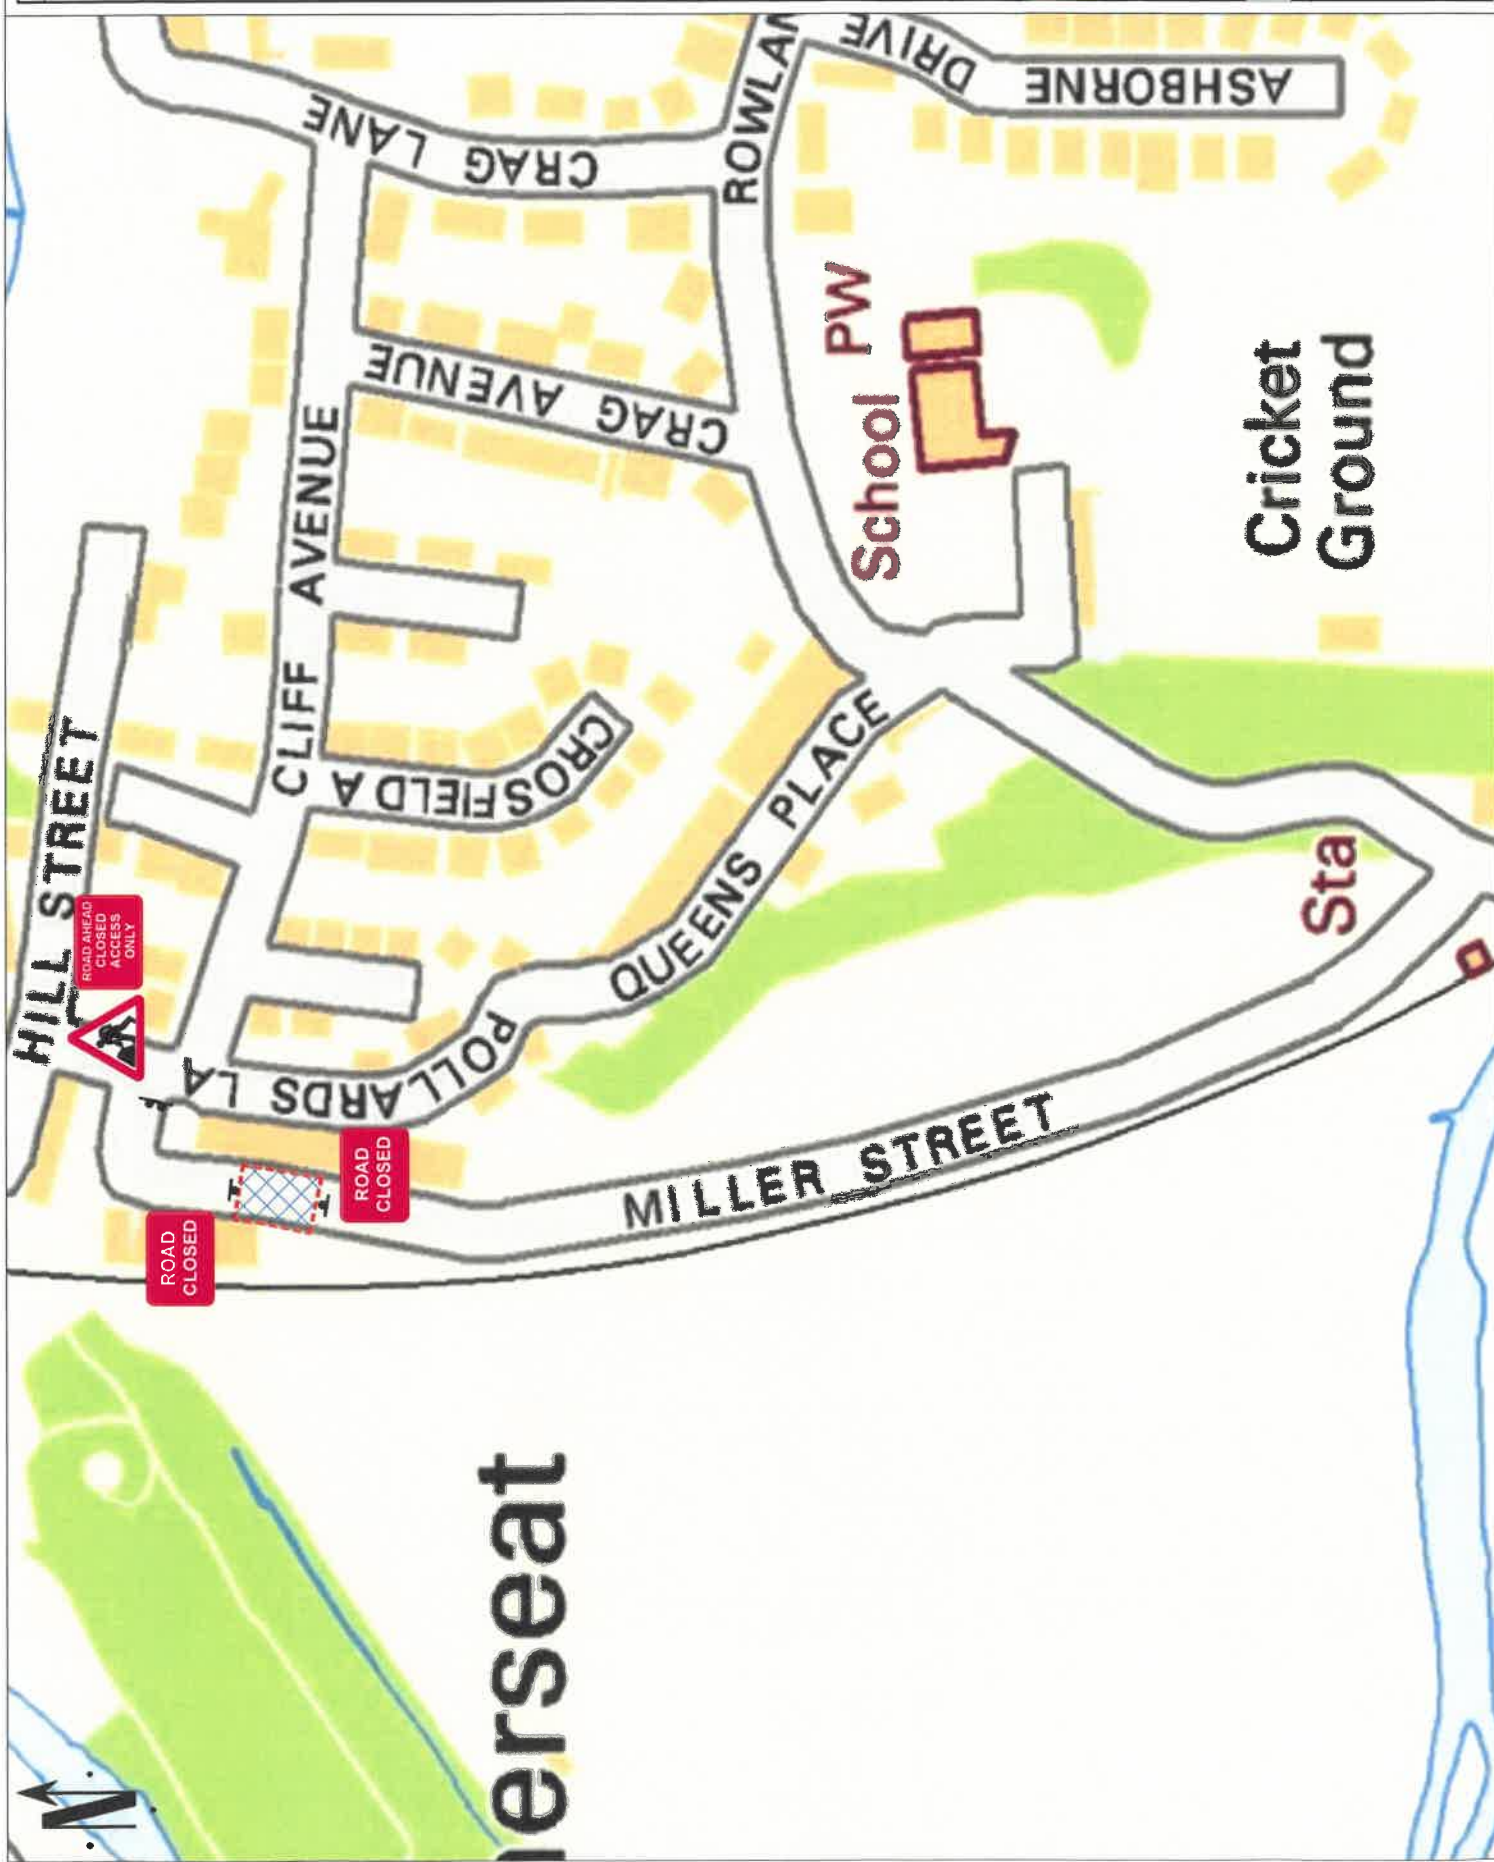 ROWLAN
DRIVE
ASHBORNE
CRAG LANE
CRAG AVENUE
CLIFF AVENUE
School PW
Cricket
Ground
HILL STREET
CROSFIELD A
QUEENS PLACE
POLLARDS LA
ROAD AHEAD
CLOSED
ACCESS
ONLY
ROAD
CLOSED
ROAD
CLOSED
MILLER STREET
Sta
erseat
N